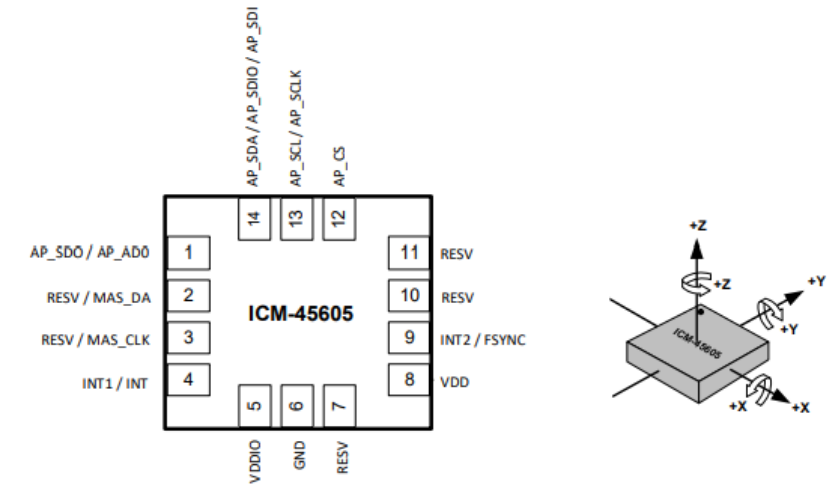 AP_SDA / AP_SDIO / AP_SDI
AP_SCL / AP_SCLK
AP_CS
14
13
12
AP_SDO / AP_AD0
1
11
RESV
RESV / MAS_DA
2
10
RESV
ICM-45605
RESV / MAS_CLK
3
9
INT2 / FSYNC
INT1 / INT
4
8
VDD
5
6
7
VDDIO
GND
RESV
+Z
+Z
+Y
+Y
ICM-45605
+X
+X